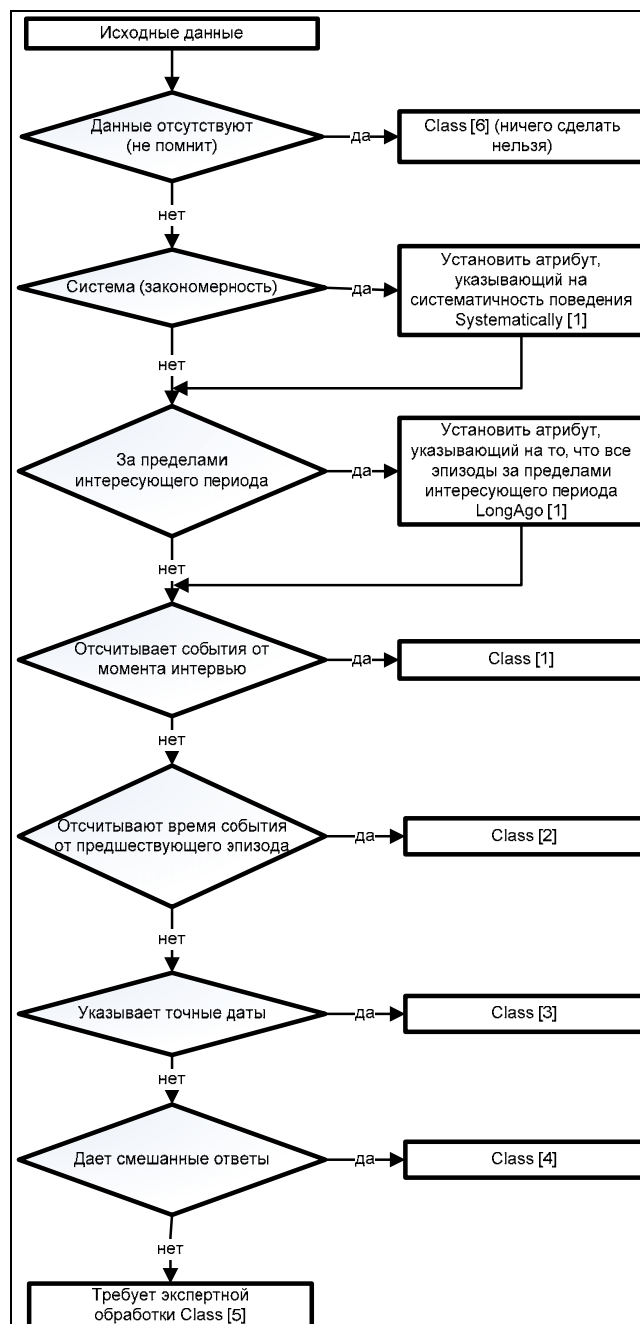 Исходные данные
Данные отсутствуют
(не помнит)
да
Class [6] (ничего сделать
нельзя)
нет
Система (закономерность)
да
Установить атрибут,
указывающий на
систематичность поведения
Systematically [1]
нет
За пределами
интересующего периода
да
Установить атрибут,
указывающий на то, что все
эпизоды за пределами
интересующего периода
LongAgo [1]
нет
Отсчитывает события от
момента интервью
да
Class [1]
нет
Отсчитывают время события
от предшествующего эпизода
да
Class [2]
нет
Указывает точные даты
да
Class [3]
нет
Дает смешанные ответы
да
Class [4]
нет
Требует экспертной
обработки Class [5]